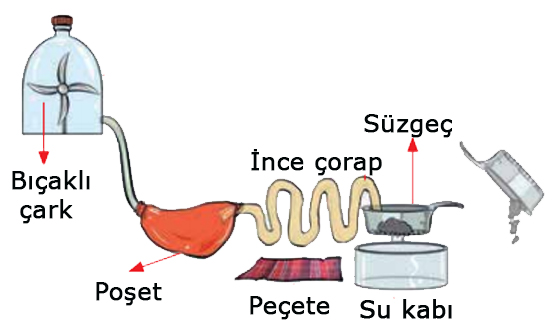 Süzgeç
İnce çorap
Bıçaklı
çark
Poşet
Peçete
Su kabı